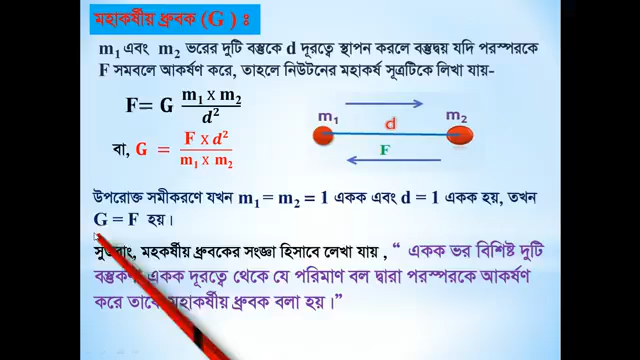 মহাকর্ষীয় ধ্রুবক (G) :
m₁ এবং m₂ ভরের দুটি বস্তুকে d দূরত্বে স্থাপন করলে বস্তুদ্বয় যদি পরস্পরকে
F সমবলে আকর্ষণ করে, তাহলে নিউটনের মহাকর্ষ সূত্রটিকে লিখা যায়-
F= G m₁ x m₂ / d²
বা, G = F x d² / m₁ x m₂
m₁ d m₂
F
উপরোক্ত সমীকরণে যখন m₁ = m₂ = 1 একক এবং d = 1 একক হয়, তখন
G = F হয়।
সুতরাং, মহকর্ষীয় ধ্রুবকের সংজ্ঞা হিসাবে লেখা যায় , “ একক ভর বিশিষ্ট দুটি
বস্তুকণা একক দূরত্বে থেকে যে পরিমাণ বল দ্বারা পরস্পরকে আকর্ষণ
করে তাকে মহাকর্ষীয় ধ্রুবক বলা হয়।”